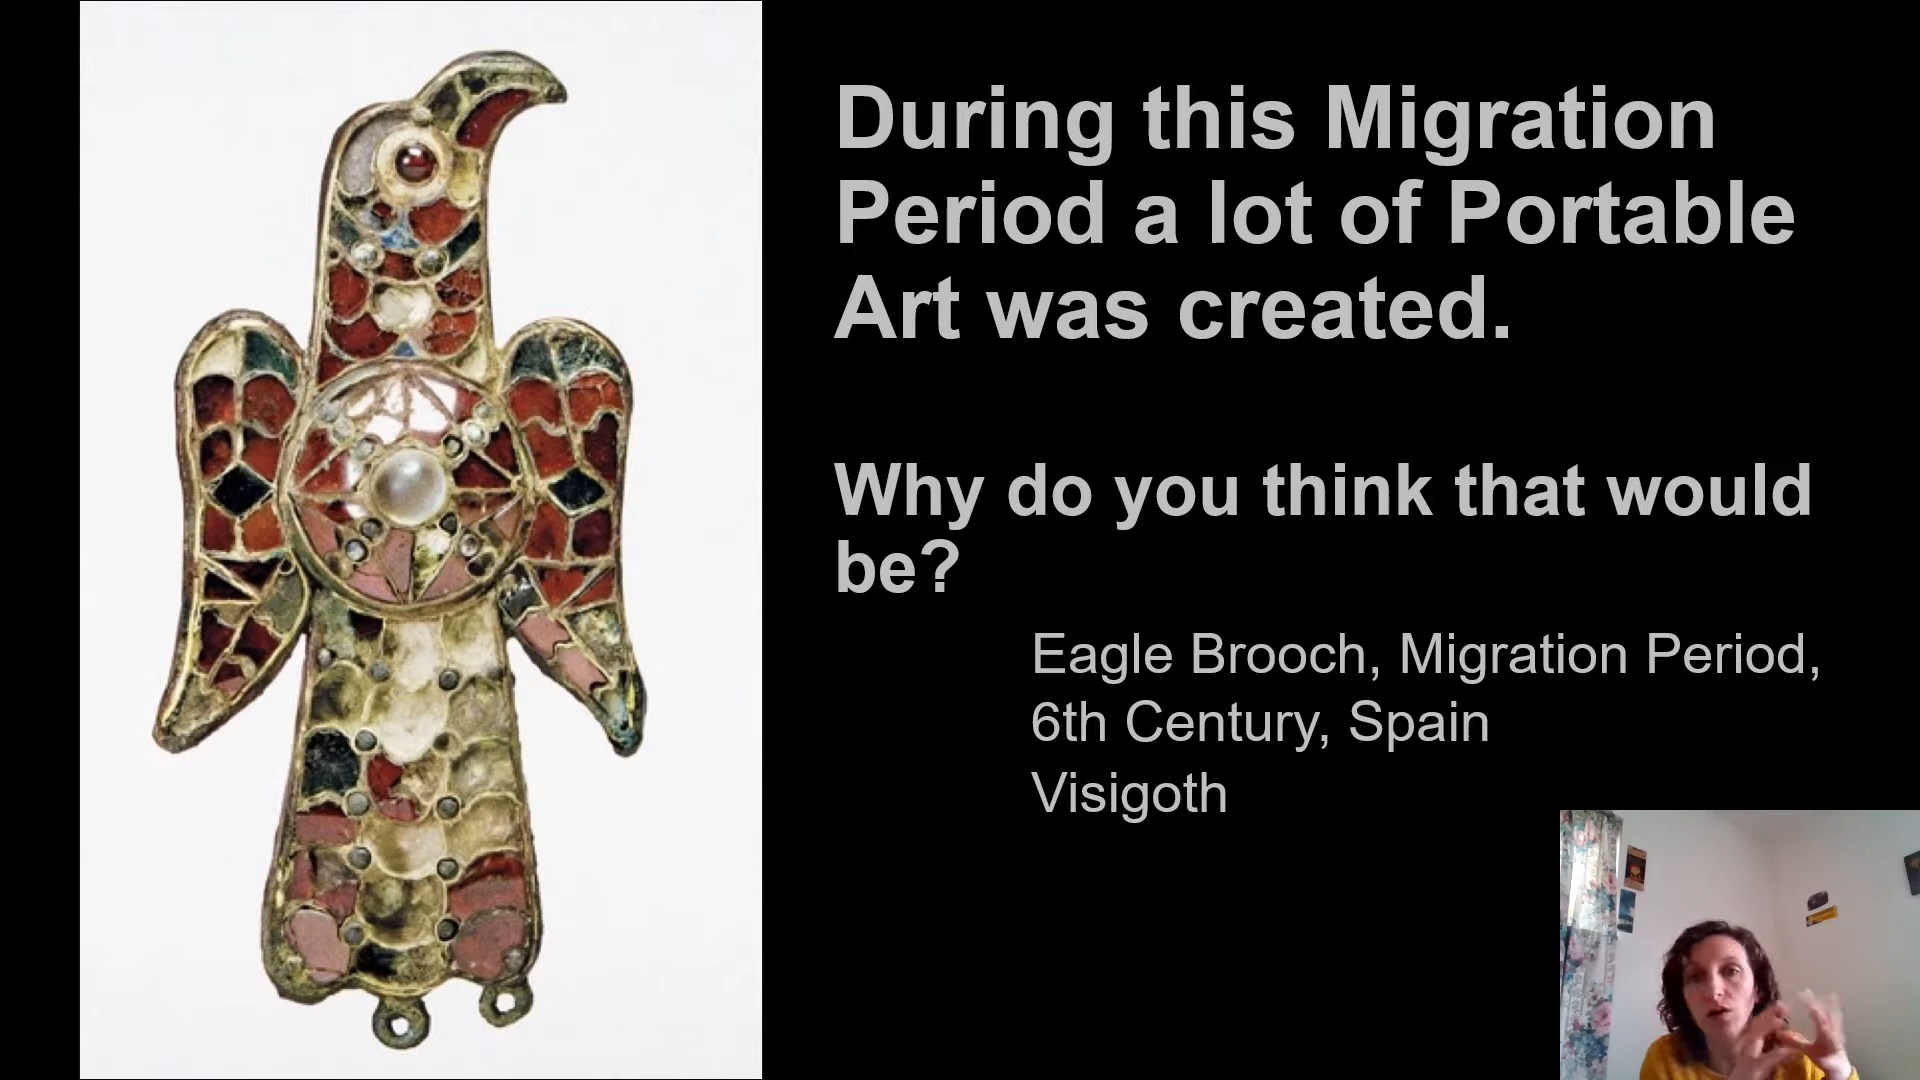 During this Migration
Period a lot of Portable
Art was created.
Why do you think that would
be?
Eagle Brooch, Migration Period,
6th Century, Spain
Visigoth